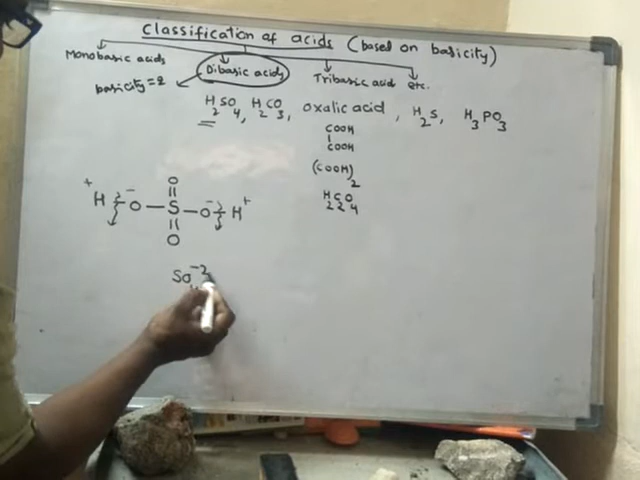 Classification of acids (based on basicity)
Monobasic acids Dibasic acids Tribasic acid etc.
basicity = 2
H2SO4, H2CO3, oxalic acid, H2S, H3PO3
COOH
COOH
(COOH)2
H2C2O4
O
H+ -O-S-O- H+
O
SO4-2